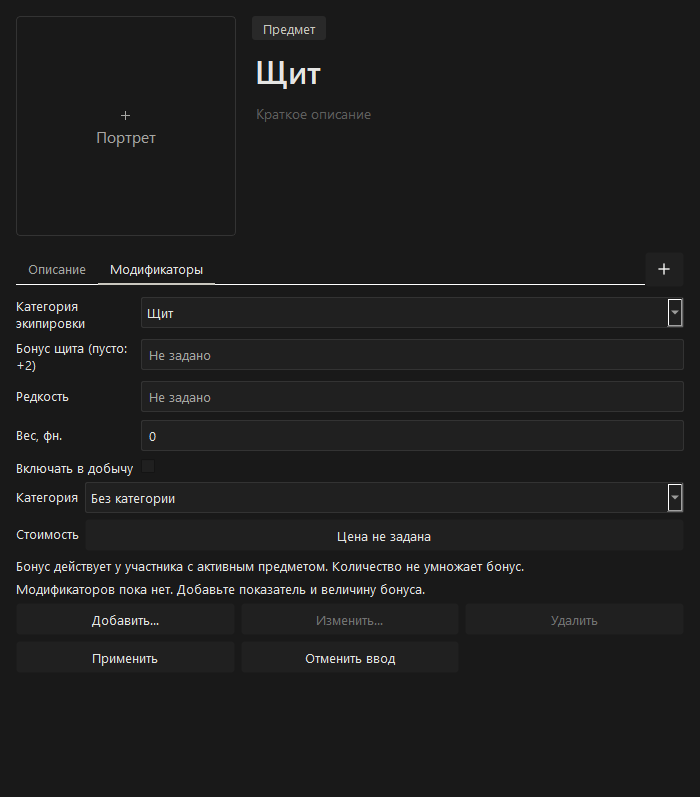 Предмет
Щит
Краткое описание
+
Портрет
Описание
Модификаторы
+
Категория
экипировки
Щит
Бонус щита (пусто:
+2)
Не задано
Редкость
Не задано
Вес, фн.
0
Включать в добычу
Категория
Без категории
Стоимость
Цена не задана
Бонус действует у участника с активным предметом. Количество не умножает бонус.
Модификаторов пока нет. Добавьте показатель и величину бонуса.
Добавить...
Изменить...
Удалить
Применить
Отменить ввод